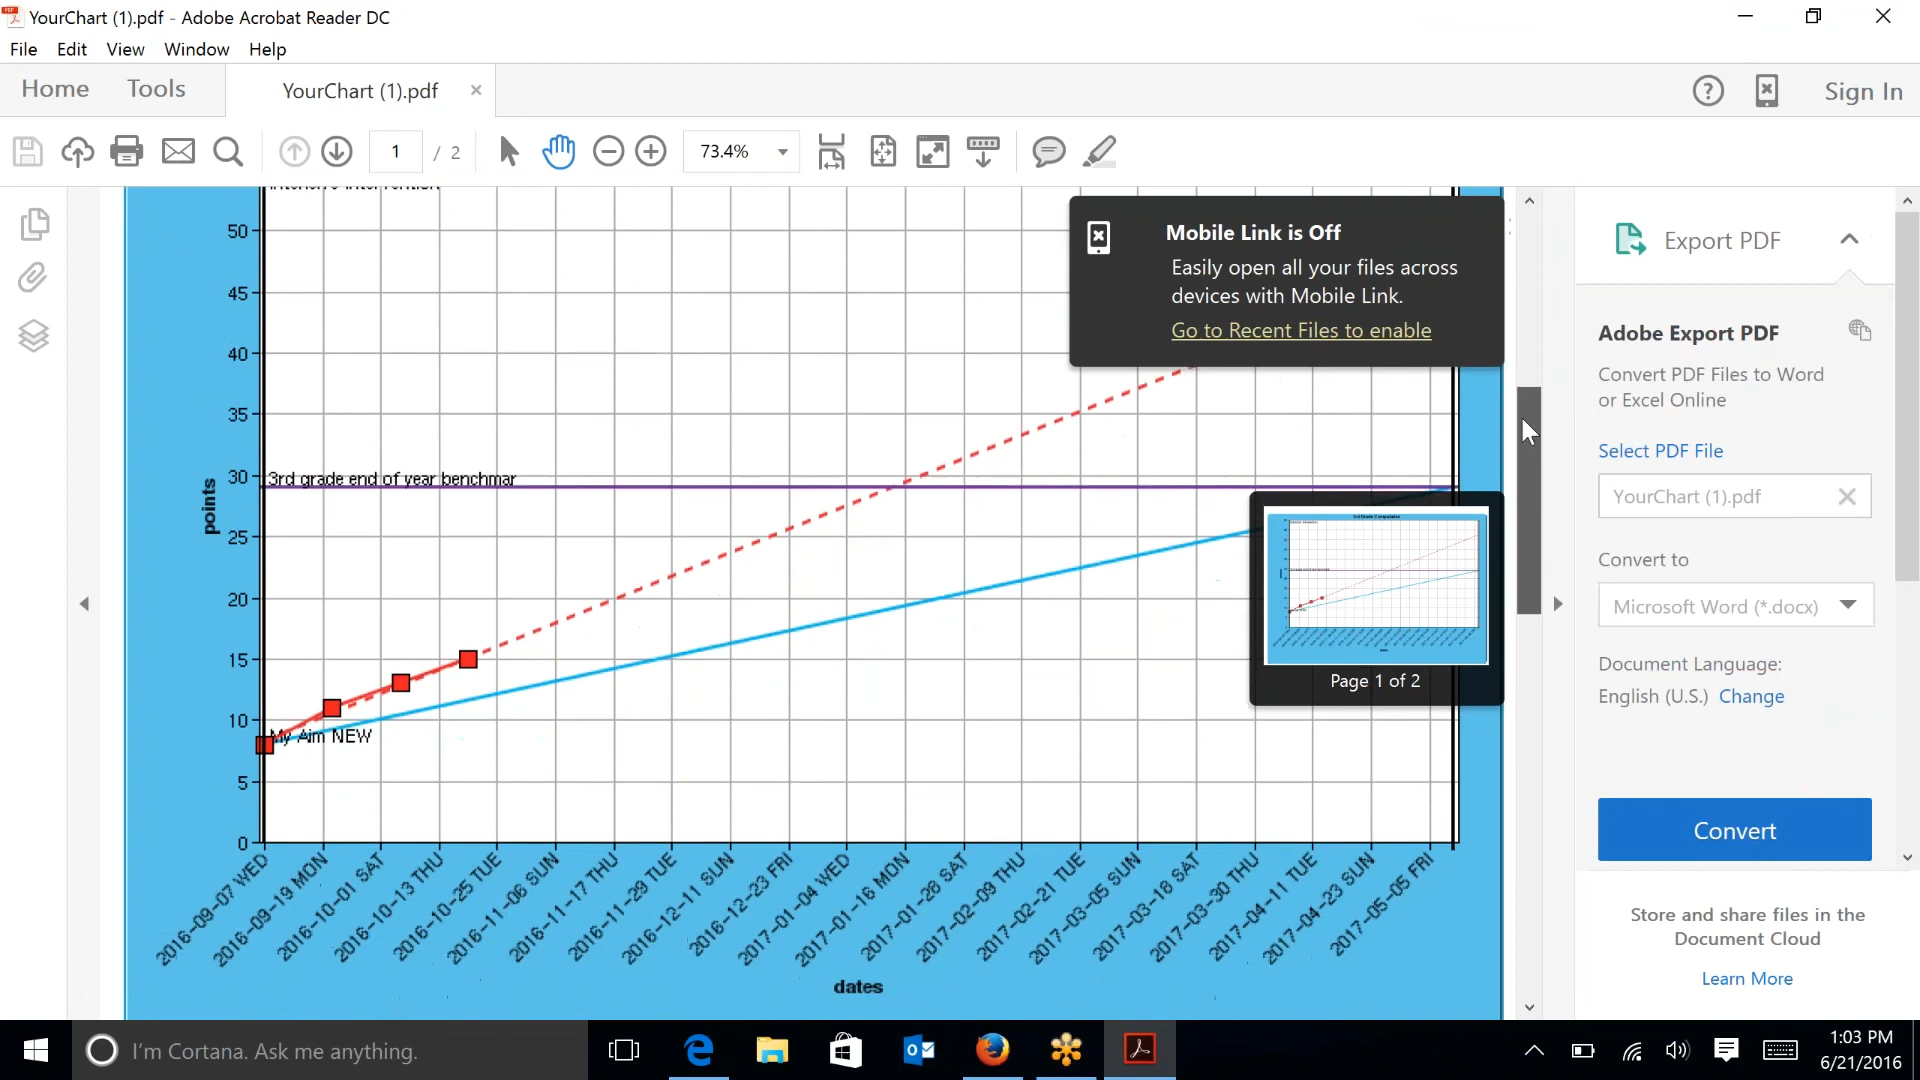 YourChart (1).pdf - Adobe Acrobat Reader DC
File Edit View Window Help
Home Tools YourChart (1).pdf Sign In
1 / 2 73.4%
50
45
40
35
30
25
20
15
10
5
0
points
3rd grade end of year benchmar
My Aim NEW
2016-09-07 WED
2016-09-19 MON
2016-10-01 SAT
2016-10-13 THU
2016-10-25 TUE
2016-11-06 SUN
2016-11-17 THU
2016-11-29 TUE
2016-12-11 SUN
2016-12-23 FRI
2017-01-04 WED
2017-01-16 MON
2017-01-28 SAT
2017-02-09 THU
2017-02-21 TUE
2017-03-05 SUN
2017-03-18 SAT
2017-03-30 THU
2017-04-11 TUE
2017-04-23 SUN
2017-05-05 FRI
dates
Mobile Link is Off
Easily open all your files across
devices with Mobile Link.
Go to Recent Files to enable
Page 1 of 2
Export PDF
Adobe Export PDF
Convert PDF Files to Word
or Excel Online
Select PDF File
YourChart (1).pdf
Convert to
Microsoft Word (*.docx)
Document Language:
English (U.S.) Change
Convert
Store and share files in the
Document Cloud
Learn More
I'm Cortana. Ask me anything.
1:03 PM
6/21/2016